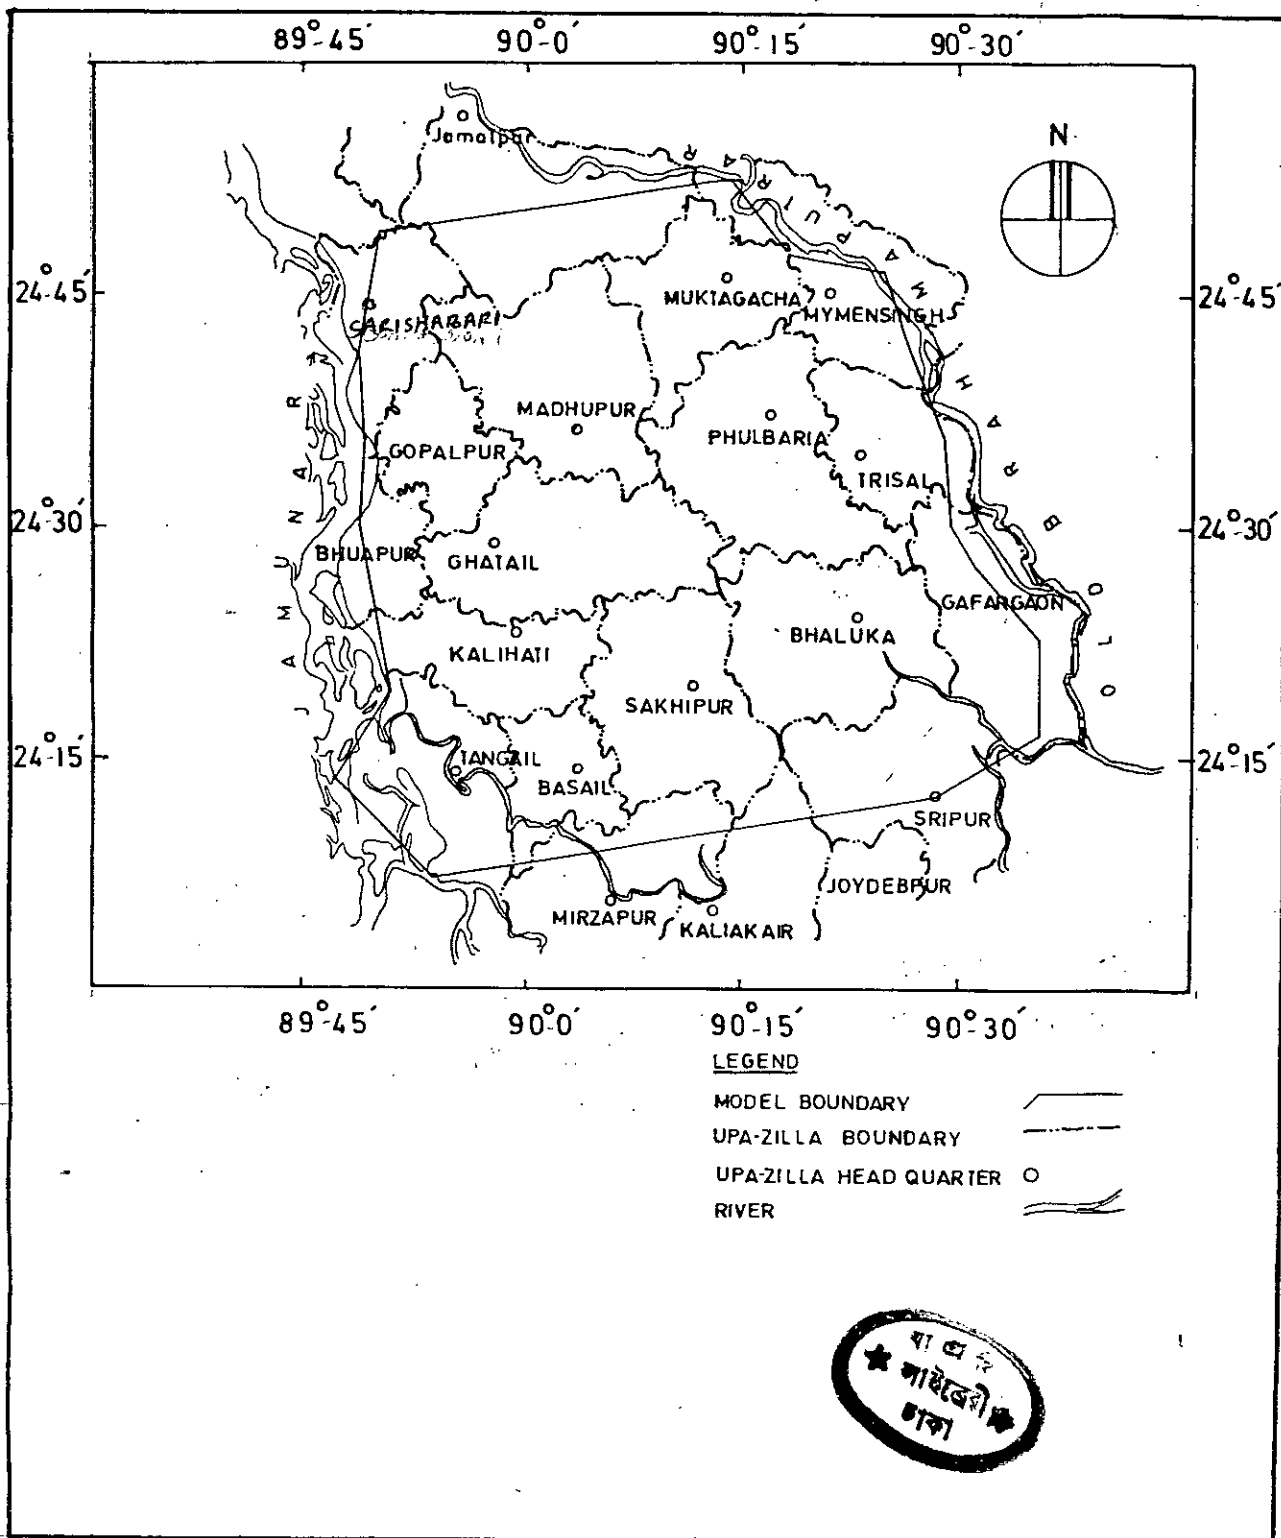 89°-45′ 90°-0′ 90°-15′ 90°-30′
N
Jamalpur
OLD BRAHMAPUTRA R
24°-45′ 24°-45′
MUKTAGACHA
MYMENSINGH
SARISHABARI
JAMUNA R
MADHUPUR
GOPALPUR
PHULBARIA
TRISAL
24°-30′ 24°-30′
BHUAPUR
GHATAIL
GAFARGAON
BHALUKA
KALIHATI
SAKHIPUR
24°-15′ 24°-15′
TANGAIL
BASAIL
SRIPUR
JOYDEBPUR
MIRZAPUR
KALIAKAIR
89°-45′ 90°-0′ 90°-15′ 90°-30′
LEGEND
MODEL BOUNDARY
UPA-ZILLA BOUNDARY
UPA-ZILLA HEAD QUARTER
RIVER
লাইব্রেরী
ঢাকা